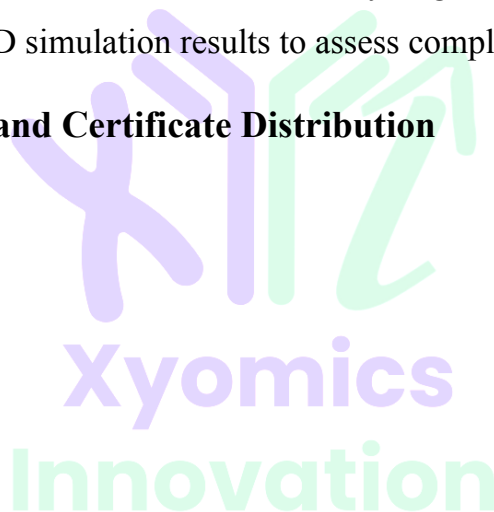 D simulation results to assess compl
and Certificate Distribution
Xyomics
Innovation